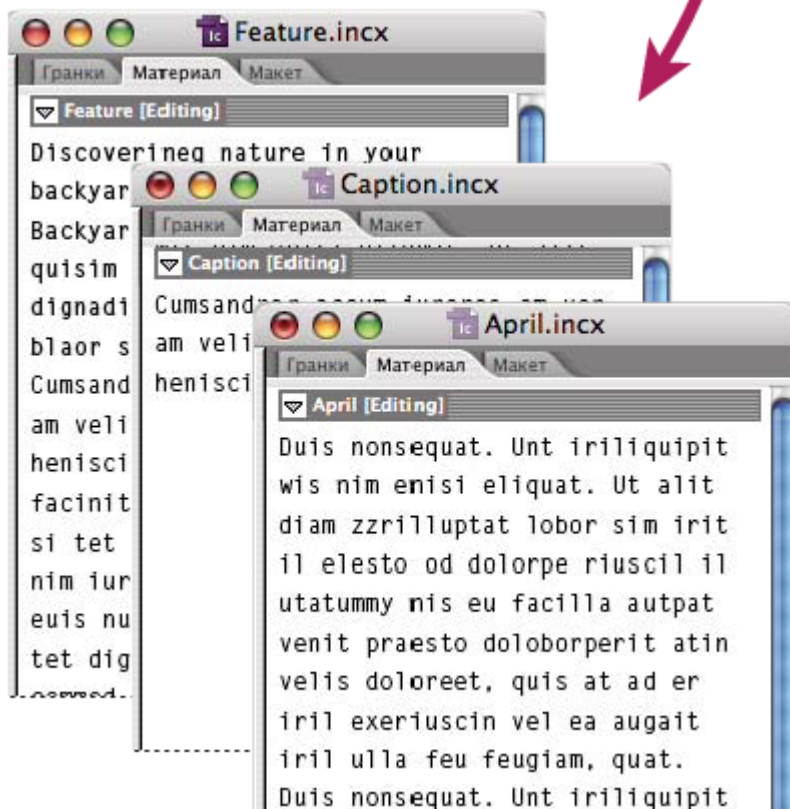 Feature.incx
Гранки Материал Макет
Feature [Editing]
Discoverineg nature in your
backyar
Backyar
quisim
dignadi
blaor s
Cumsand
am veli
henisci
facinit
si tet
nim iur
euis nu
tet dig
Caption.incx
Гранки Материал Макет
Caption [Editing]
Cumsand
am veli
henisci
April.incx
Гранки Материал Макет
April [Editing]
Duis nonsequat. Unt iriliquipit
wis nim enisi eliquat. Ut alit
diam zzrilluptat lobor sim irit
il elesto od dolorpe riuscil il
utatummy nis eu facilla autpat
venit praesto doloborperit atin
velis doloreet, quis at ad er
iril exeriuscin vel ea augait
iril ulla feu feugiam, quat.
Duis nonsequat. Unt iriliquipit